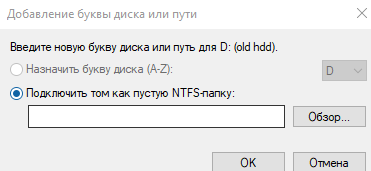 Добавление буквы диска или пути
Введите новую букву диска или путь для D: (old hdd).
Назначить букву диска (A-Z):
D
Подключить том как пустую NTFS-папку:
Обзор...
ОК
Отмена